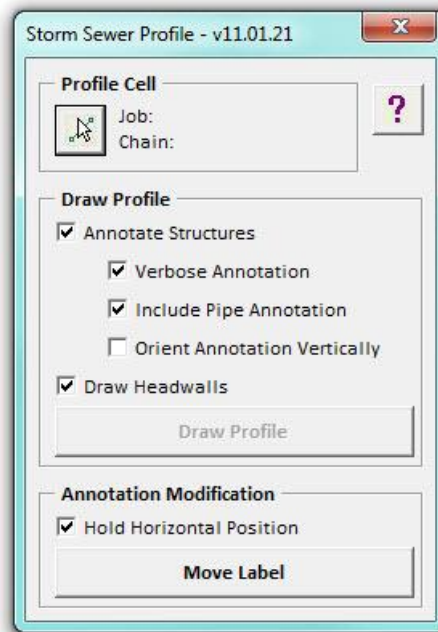 Storm Sewer Profile - v11.01.21
X
Profile Cell
Job:
Chain:
?
Draw Profile
Annotate Structures
Verbose Annotation
Include Pipe Annotation
Orient Annotation Vertically
Draw Headwalls
Draw Profile
Annotation Modification
Hold Horizontal Position
Move Label